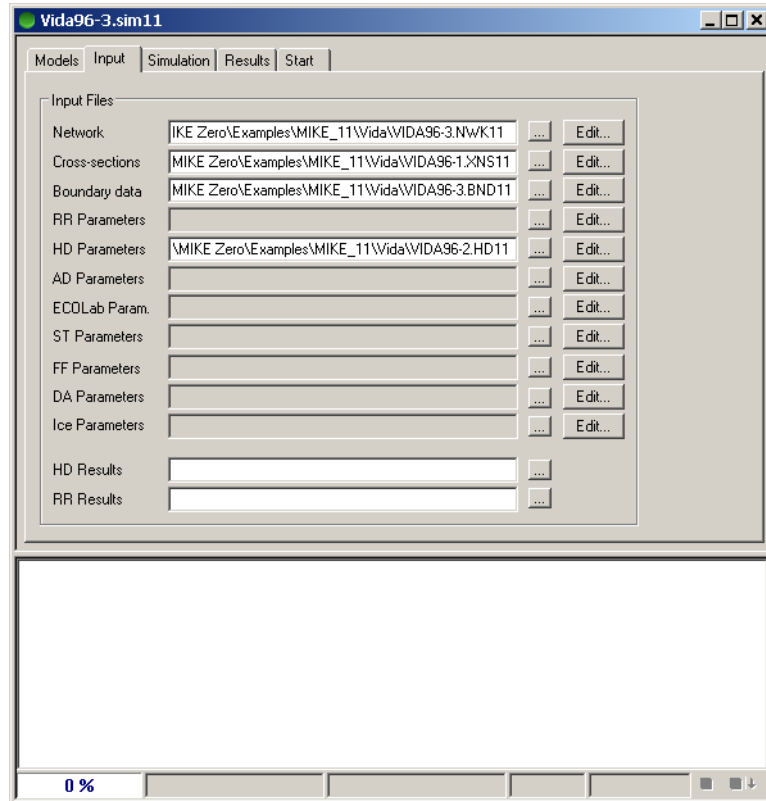 Vida96-3.sim11
Models Input Simulation Results Start
Input Files
Network IKE Zero\Examples\MIKE_11\Vida\VIDA96-3.NWK11 ... Edit...
Cross-sections MIKE Zero\Examples\MIKE_11\Vida\VIDA96-1.XNS11 ... Edit...
Boundary data MIKE Zero\Examples\MIKE_11\Vida\VIDA96-3.BND11 ... Edit...
RR Parameters ... Edit...
HD Parameters \MIKE Zero\Examples\MIKE_11\Vida\VIDA96-2.HD11 ... Edit...
AD Parameters ... Edit...
ECOLab Param. ... Edit...
ST Parameters ... Edit...
FF Parameters ... Edit...
DA Parameters ... Edit...
Ice Parameters ... Edit...
HD Results ...
RR Results ...
0 %